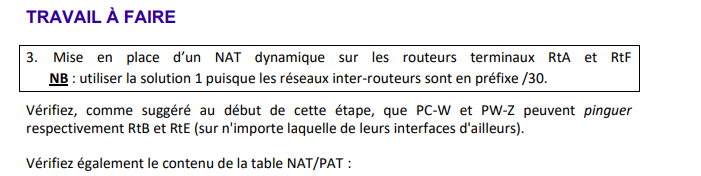 TRAVAIL À FAIRE
3. Mise en place d'un NAT dynamique sur les routeurs terminaux RtA et RtF
NB : utiliser la solution 1 puisque les réseaux inter-routeurs sont en préfixe /30.
Vérifiez, comme suggéré au début de cette étape, que PC-W et PW-Z peuvent pinguer
respectivement RtB et RtE (sur n'importe laquelle de leurs interfaces d'ailleurs).
Vérifiez également le contenu de la table NAT/PAT :